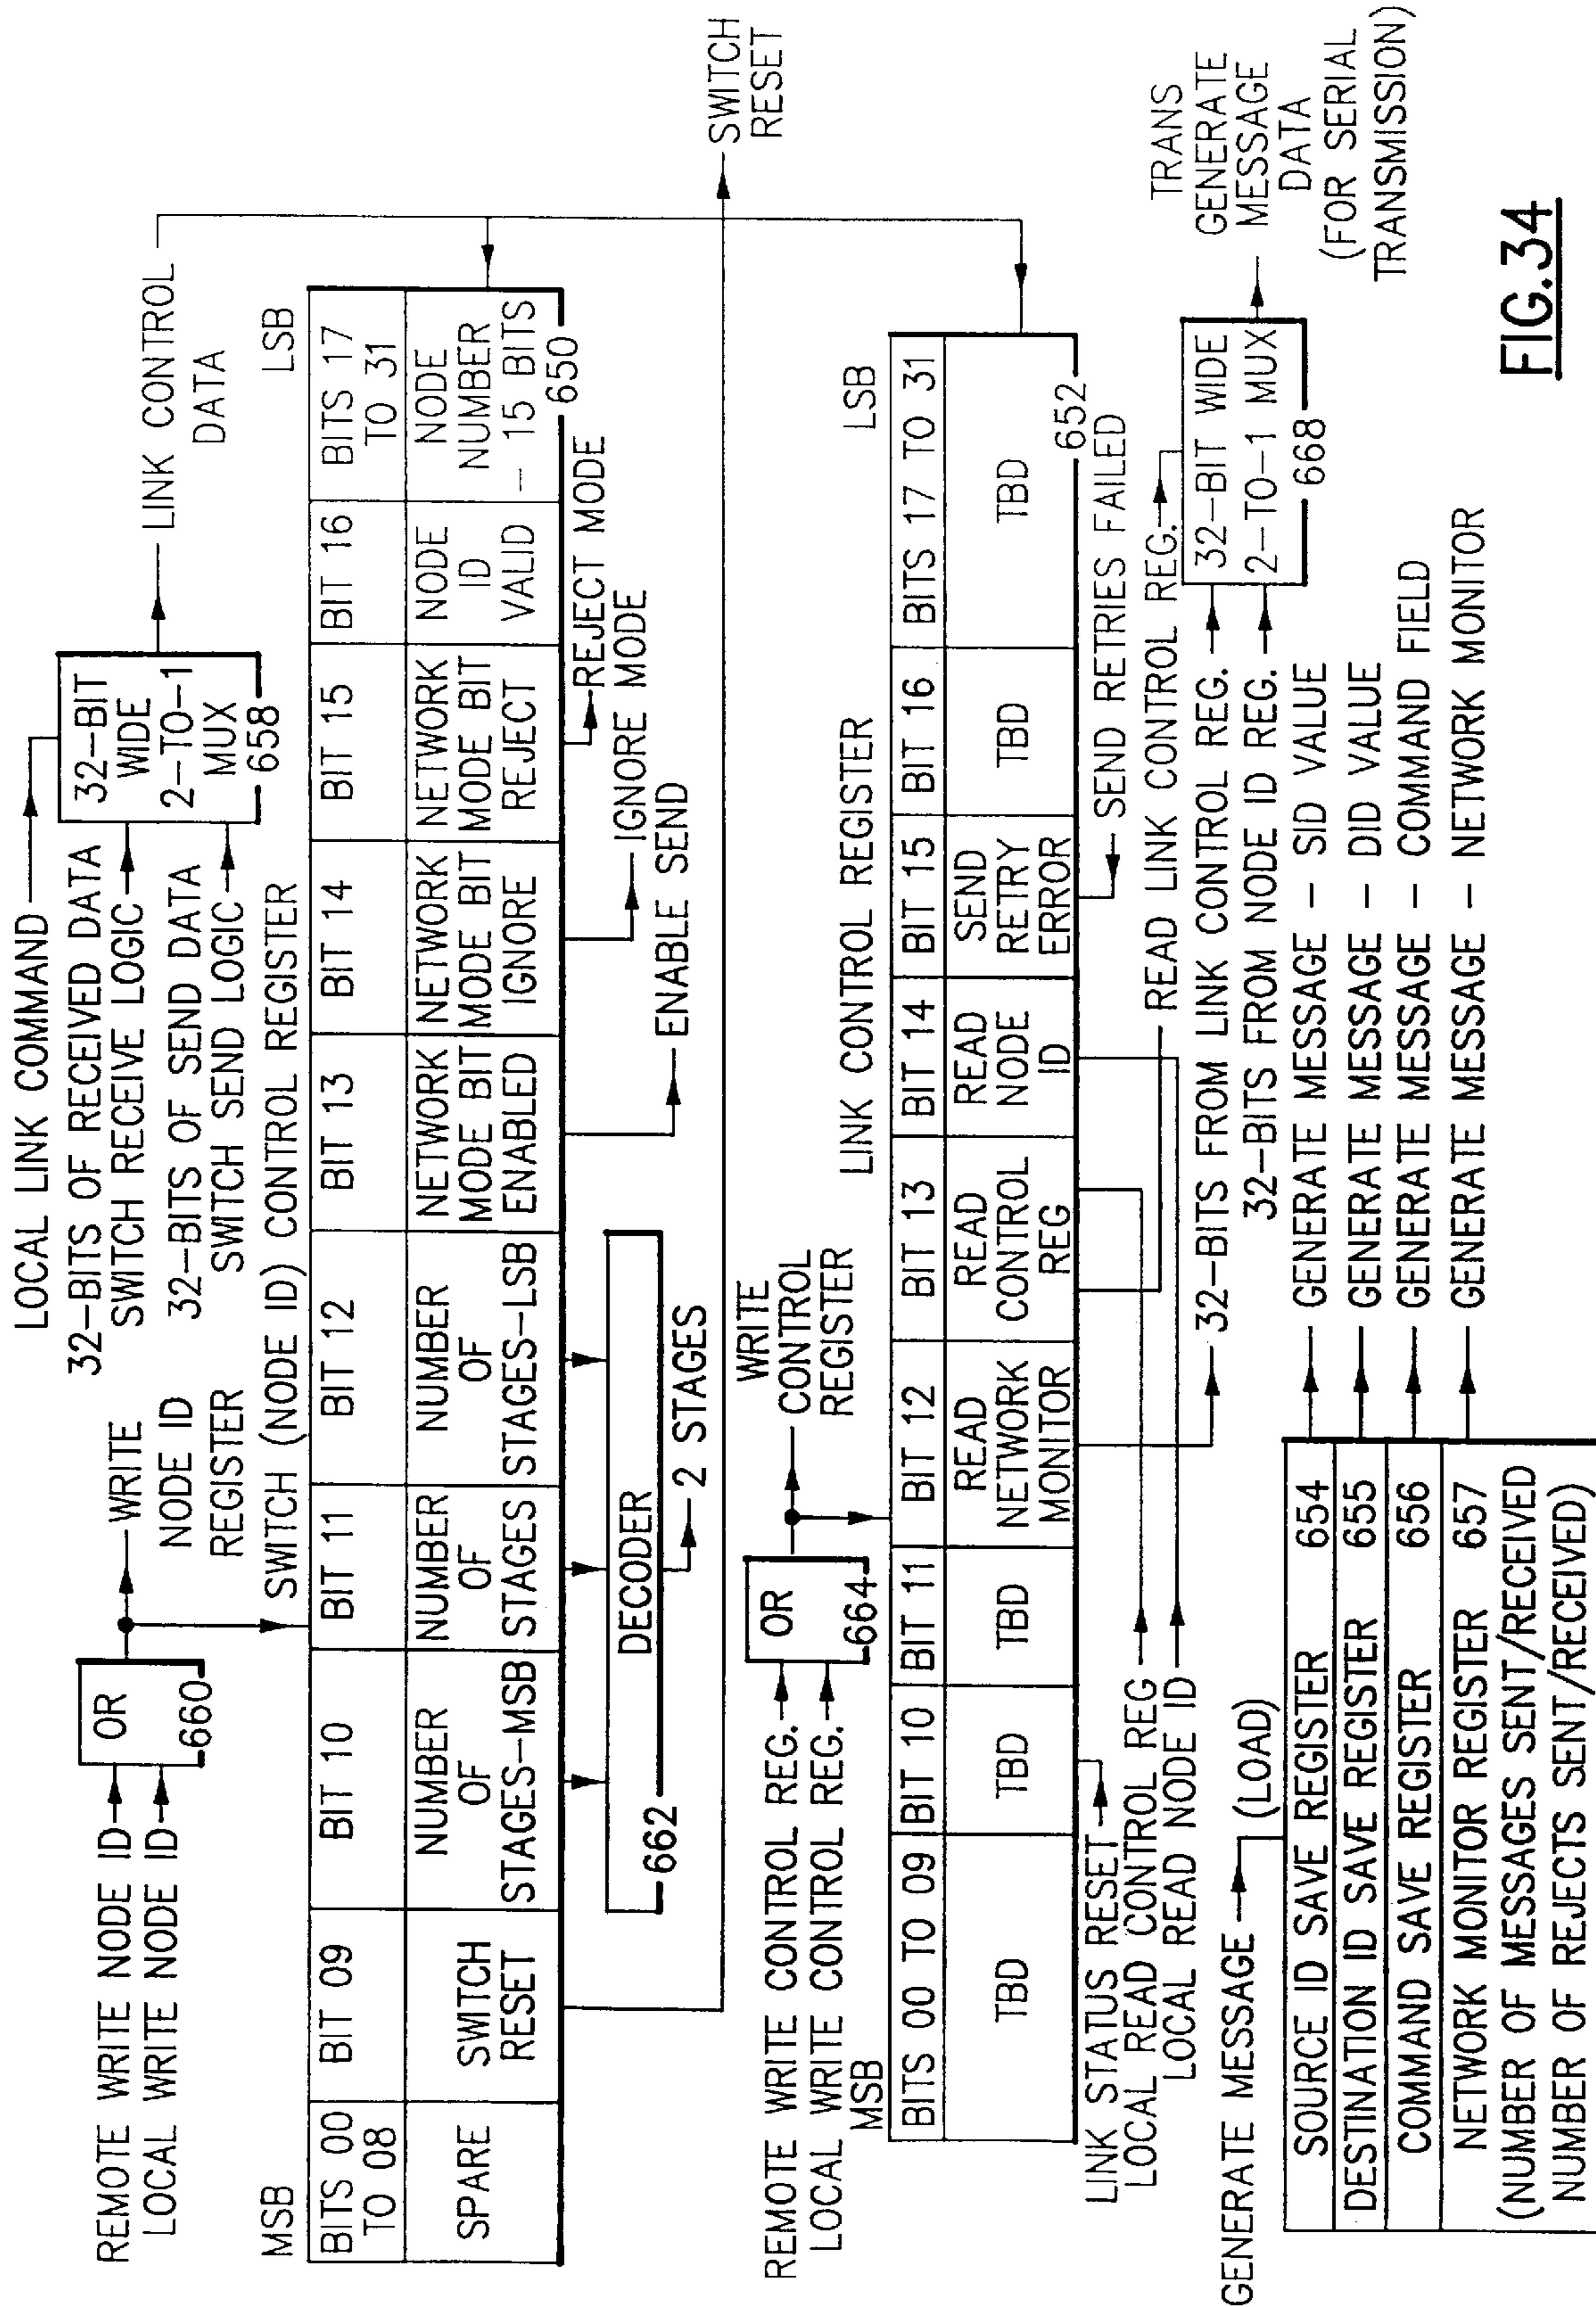 LOCAL LINK COMMAND
32-BITS OF RECEIVED DATA
SWITCH RECEIVE LOGIC
32-BITS OF SEND DATA
SWITCH SEND LOGIC
32-BIT
WIDE
2-TO-1
MUX
658
LINK CONTROL
DATA
REMOTE WRITE NODE ID
LOCAL WRITE NODE ID
OR
660
WRITE
NODE ID
REGISTER
SWITCH (NODE ID) CONTROL REGISTER
MSB
LSB
BITS 00
TO 08
SPARE
BIT 09
SWITCH
RESET
BIT 10
NUMBER
OF
STAGES-MSB
BIT 11
NUMBER
OF
STAGES
BIT 12
NUMBER
OF
STAGES-LSB
BIT 13
NETWORK
MODE BIT
ENABLED
BIT 14
NETWORK
MODE BIT
IGNORE
BIT 15
NETWORK
MODE BIT
REJECT
BIT 16
NODE
ID
VALID
BITS 17
TO 31
NODE
NUMBER
- 15 BITS
650
DECODER
662
2 STAGES
ENABLE SEND
IGNORE MODE
REJECT MODE
SWITCH
RESET
REMOTE WRITE CONTROL REG.
LOCAL WRITE CONTROL REG.
OR
664
WRITE
CONTROL
REGISTER
LINK CONTROL REGISTER
MSB
LSB
BITS 00 TO 09
TBD
BIT 10
TBD
BIT 11
TBD
BIT 12
READ
NETWORK
MONITOR
BIT 13
READ
CONTROL
REG
BIT 14
READ
NODE
ID
BIT 15
SEND
RETRY
ERROR
BIT 16
TBD
BITS 17 TO 31
TBD
652
LINK STATUS RESET
LOCAL READ CONTROL REG
LOCAL READ NODE ID
SEND RETRIES FAILED
READ LINK CONTROL REG.
32-BITS FROM LINK CONTROL REG.
32-BITS FROM NODE ID REG.
32-BIT WIDE
2-TO-1 MUX
668
TRANS
GENERATE
MESSAGE
DATA
(FOR SERIAL
TRANSMISSION)
GENERATE MESSAGE
(LOAD)
SOURCE ID SAVE REGISTER 654
GENERATE MESSAGE - SID VALUE
DESTINATION ID SAVE REGISTER 655
GENERATE MESSAGE - DID VALUE
COMMAND SAVE REGISTER 656
GENERATE MESSAGE - COMMAND FIELD
NETWORK MONITOR REGISTER 657
GENERATE MESSAGE - NETWORK MONITOR
(NUMBER OF MESSAGES SENT/RECEIVED
NUMBER OF REJECTS SENT/RECEIVED)
FIG.34